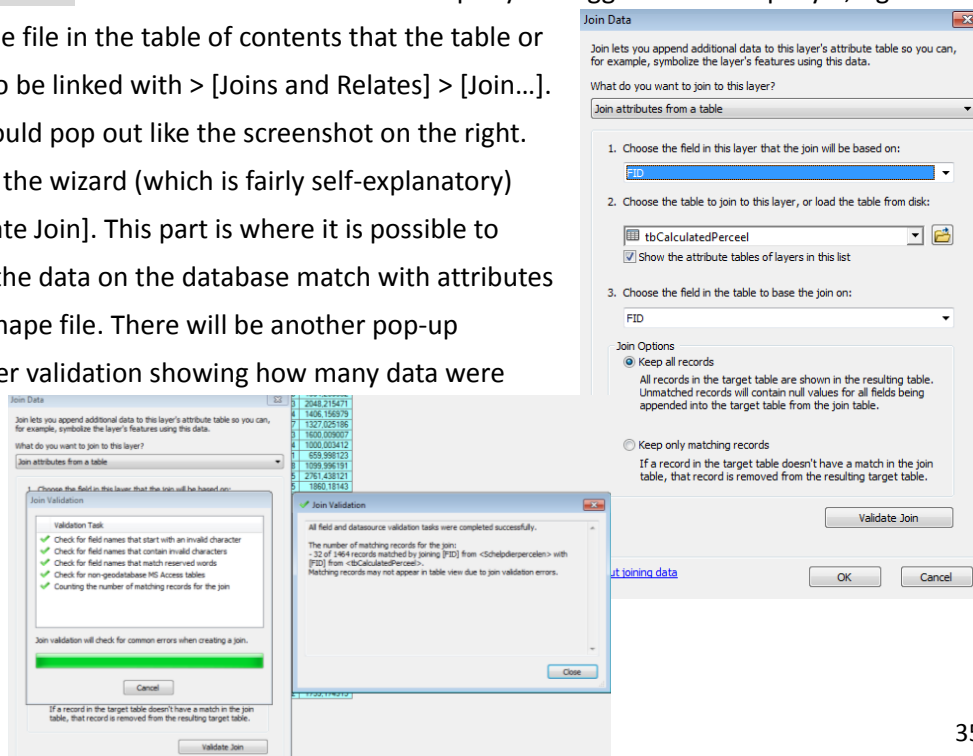 e file in the table of contents that the table or
o be linked with > [Joins and Relates] > [Join…].
ould pop out like the screenshot on the right.
the wizard (which is fairly self-explanatory)
te Join]. This part is where it is possible to
the data on the database match with attributes
hape file. There will be another pop-up
er validation showing how many data were
Join Data
Join lets you append additional data to this layer's attribute table so you can,
for example, symbolize the layer's features using this data.
What do you want to join to this layer?
Join attributes from a table
1. Choose the field in this layer that the join will be based on:
FID
2. Choose the table to join to this layer, or load the table from disk:
tbCalculatedPerceel
Show the attribute tables of layers in this list
3. Choose the field in the table to base the join on:
FID
Join Options
Keep all records
All records in the target table are shown in the resulting table.
Unmatched records will contain null values for all fields being
appended into the target table from the join table.
Keep only matching records
If a record in the target table doesn't have a match in the join
table, that record is removed from the resulting target table.
Validate Join
ut joining data
OK
Cancel
Join Data
Join lets you append additional data to this layer's attribute table so you can,
for example, symbolize the layer's features using this data.
What do you want to join to this layer?
Join attributes from a table
1. Choose the field in this layer that the join will be based on:
Join Validation
Validation Task
Check for field names that start with an invalid character
Check for field names that contain invalid characters
Check for field names that match reserved words
Check for non-geodatabase MS Access tables
Counting the number of matching records for the join
Join validation will check for common errors when creating a join.
Cancel
If a record in the target table doesn't have a match in the join
table, that record is removed from the resulting target table.
Validate Join
2048,215471
1406,156979
1327,025186
1600,009007
1000,003412
659,998123
1099,996191
2761,438121
1860,18143
Join Validation
All field and datasource validation tasks were completed successfully.
The number of matching records for the join:
- 32 of 1464 records matched by joining [FID] from <Schelpdierpercelen> with
[FID] from <tbCalculatedPerceel>.
Matching records may not appear in table view due to join validation errors.
Close
35